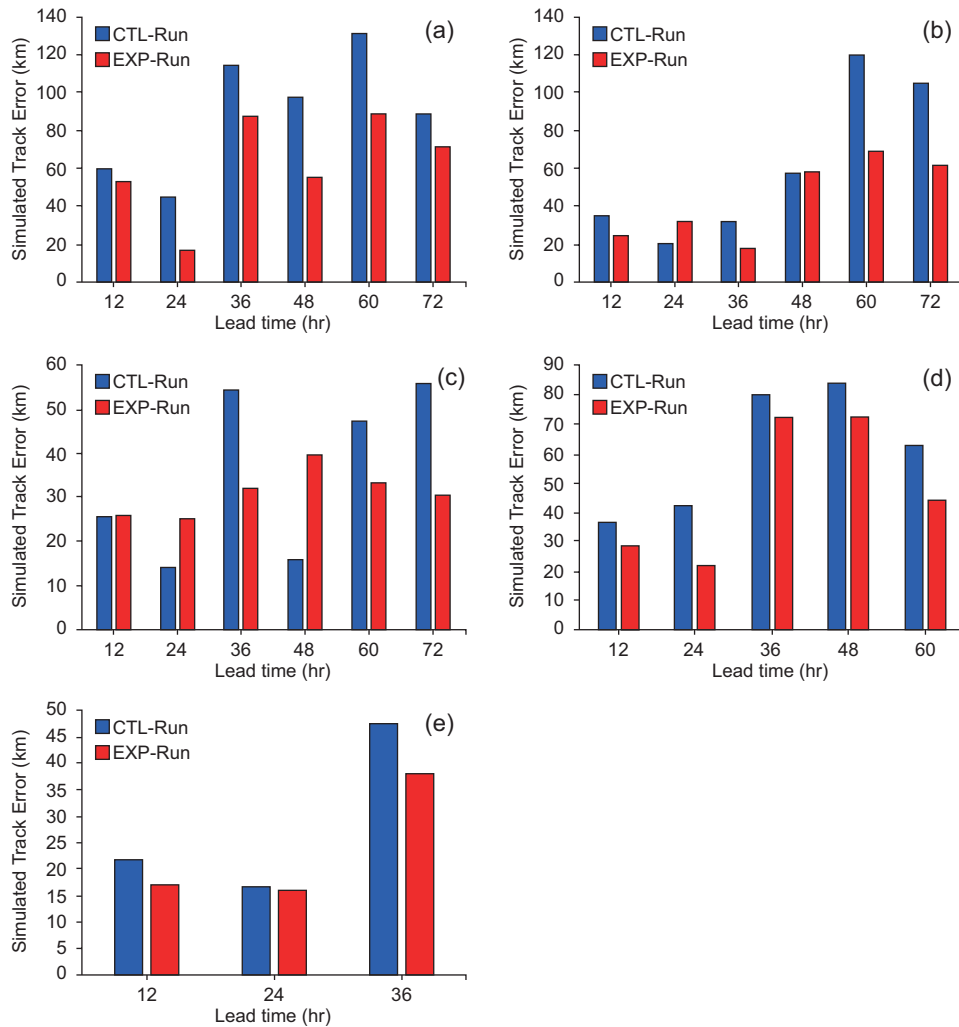 (a)
CTL-Run
EXP-Run
Simulated Track Error (km)
140
120
100
80
60
40
20
0
12 24 36 48 60 72
Lead time (hr)
(b)
CTL-Run
EXP-Run
Simulated Track Error (km)
140
120
100
80
60
40
20
0
12 24 36 48 60 72
Lead time (hr)
(c)
CTL-Run
EXP-Run
Simulated Track Error (km)
60
50
40
30
20
10
0
12 24 36 48 60 72
Lead time (hr)
(d)
CTL-Run
EXP-Run
Simulated Track Error (km)
90
80
70
60
50
40
30
20
10
0
12 24 36 48 60
Lead time (hr)
(e)
CTL-Run
EXP-Run
Simulated Track Error (km)
50
45
40
35
30
25
20
15
10
5
0
12 24 36
Lead time (hr)